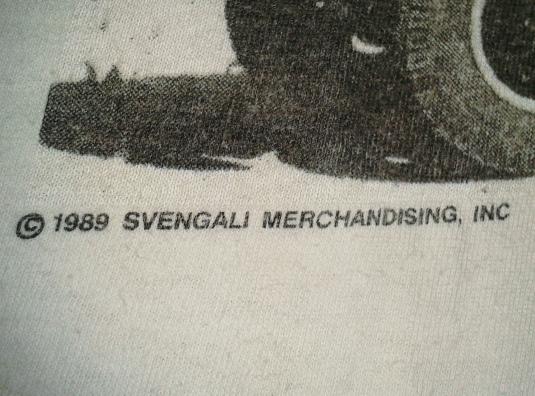 © 1989 SVENGALI MERCHANDISING, INC